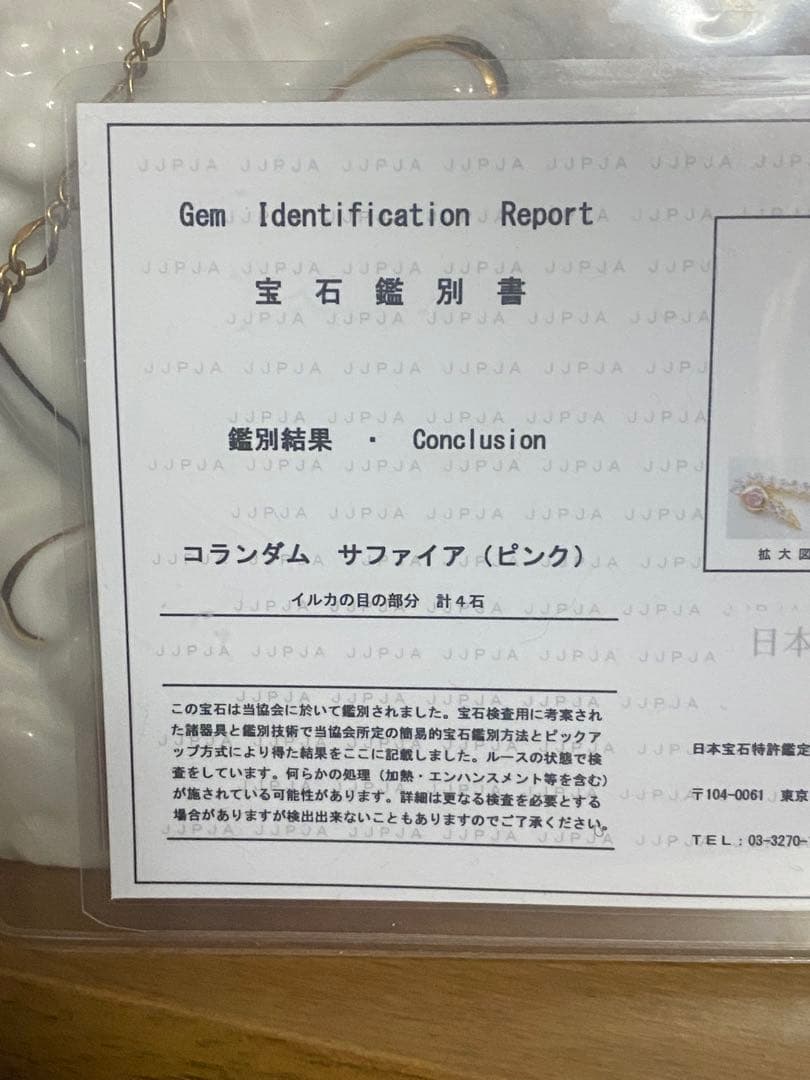 Gem Identification Report
宝石鑑別書
鑑別結果 ・ Conclusion
コランダム サファイア（ピンク）
イルカの目の部分 計４石
この宝石は当協会に於いて鑑別されました。宝石検査用に考案され
た諸器具と鑑別技術で当協会所定の簡易的宝石鑑別方法とピックア
ップ方式により得た結果をここに記載しました。ルースの状態で検
査をしています。何らかの処理（加熱・エンハンスメント等を含む）
が施されている可能性があります。詳細は更なる検査を必要とする
場合がありますが検出出来ないこともありますのでご了承ください。
拡大図
日本
日本宝石特許鑑定
〒104-0061 東京
ＴＥＬ：03-3270-
JJPJA JJPJA JJPJA JJPJA JJPJA JJPJA